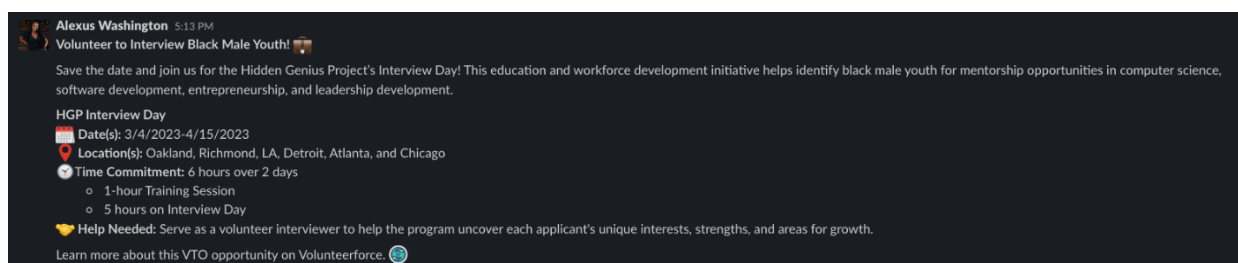 Alexus Washington 5:13 PM
Volunteer to Interview Black Male Youth!
Save the date and join us for the Hidden Genius Project's Interview Day! This education and workforce development initiative helps identify black male youth for mentorship opportunities in computer science,
software development, entrepreneurship, and leadership development.
HGP Interview Day
Date(s): 3/4/2023-4/15/2023
Location(s): Oakland, Richmond, LA, Detroit, Atlanta, and Chicago
Time Commitment: 6 hours over 2 days
1-hour Training Session
5 hours on Interview Day
Help Needed: Serve as a volunteer interviewer to help the program uncover each applicant's unique interests, strengths, and areas for growth.
Learn more about this VTO opportunity on Volunteerforce.